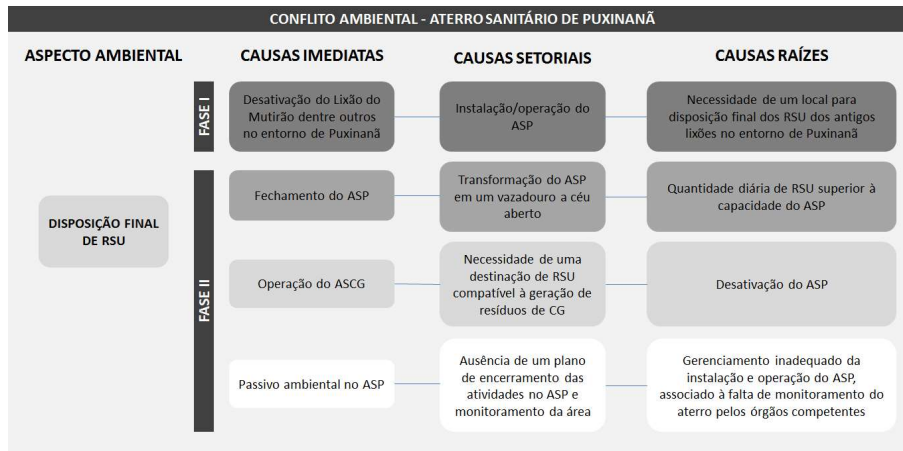 CONFLITO AMBIENTAL - ATERRO SANITÁRIO DE PUXINANÃ
ASPECTO AMBIENTAL
CAUSAS IMEDIATAS
CAUSAS SETORIAIS
CAUSAS RAÍZES
FASE I
Desativação do Lixão do
Mutirão dentre outros
no entorno de Puxinanã
Instalação/operação do
ASP
Necessidade de um local para
disposição final dos RSU dos antigos
lixões no entorno de Puxinanã
DISPOSIÇÃO FINAL
DE RSU
FASE II
Fechamento do ASP
Transformação do ASP
em um vazadouro a céu
aberto
Quantidade diária de RSU superior à
capacidade do ASP
Operação do ASCG
Necessidade de uma
destinação de RSU
compatível à geração de
resíduos de CG
Desativação do ASP
Passivo ambiental no ASP
Ausência de um plano
de encerramento das
atividades no ASP e
monitoramento da área
Gerenciamento inadequado da
instalação e operação do ASP,
associado à falta de monitoramento do
aterro pelos órgãos competentes